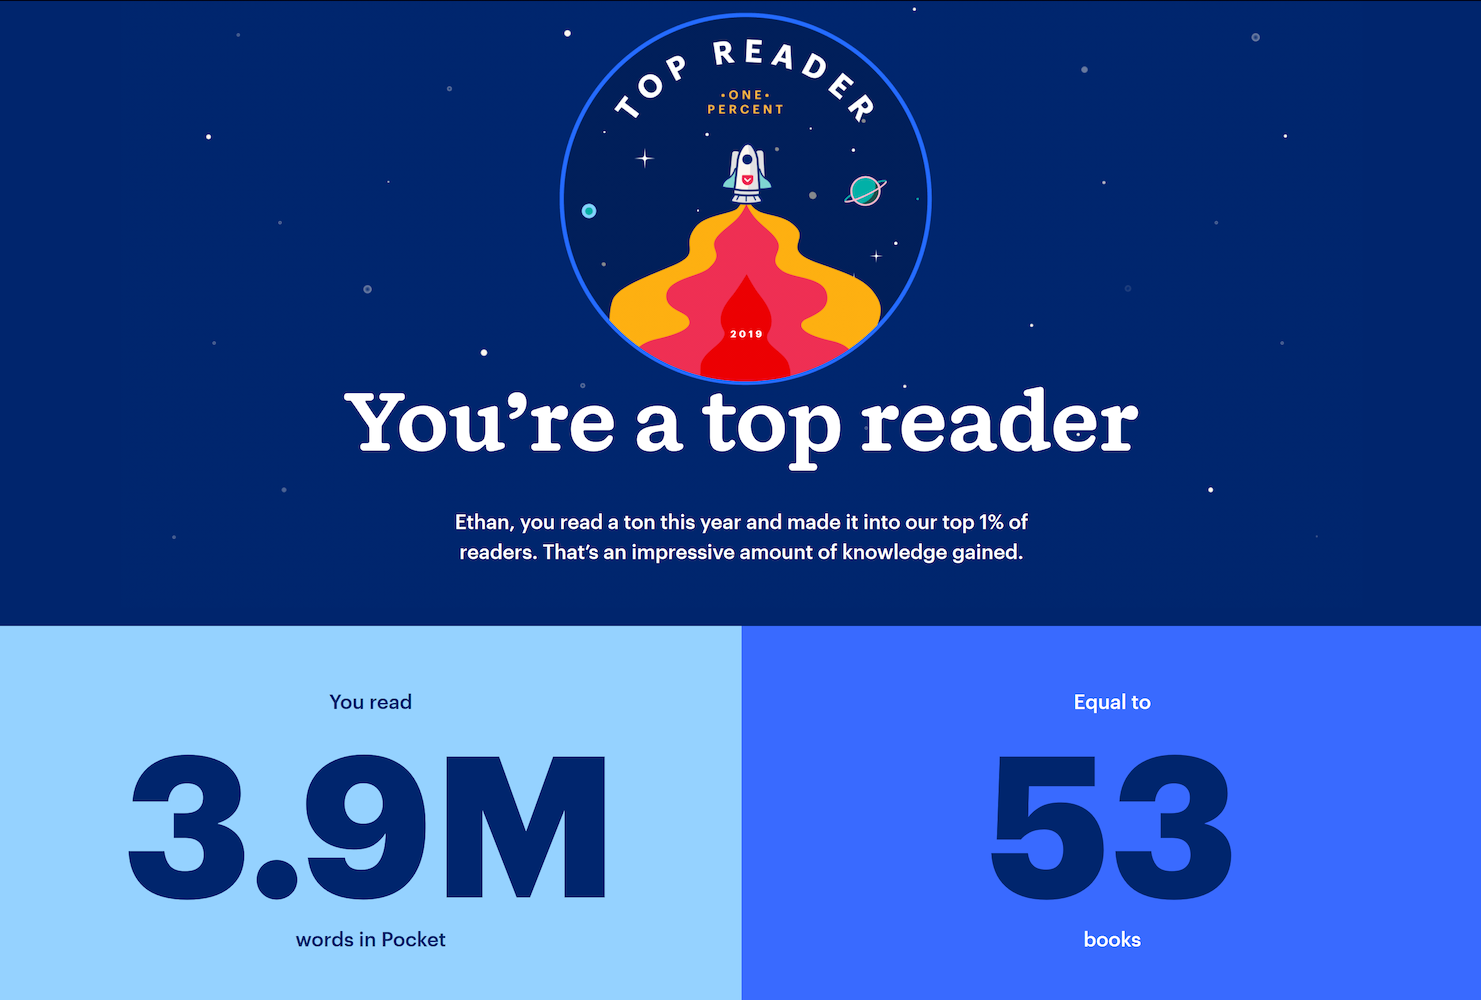 TOP READER
•ONE•
PERCENT
2019
You’re a top reader
Ethan, you read a ton this year and made it into our top 1% of
readers. That’s an impressive amount of knowledge gained.
You read
3.9M
words in Pocket
Equal to
53
books